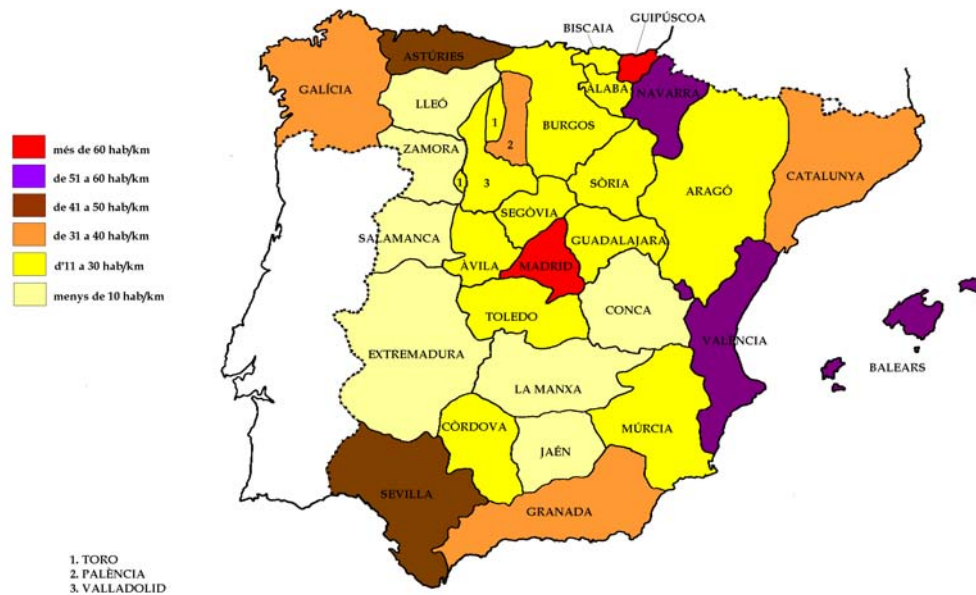 BISCAIA
GUIPÚSCOA
ASTÚRIES
GALÍCIA
LLEÓ
ÀLABA
NAVARRA
1
BURGOS
2
ZAMORA
CATALUNYA
1
3
SÒRIA
ARAGÓ
SEGÒVIA
SALAMANCA
GUADALAJARA
ÀVILA
MADRID
TOLEDO
CONCA
VALÈNCIA
EXTREMADURA
BALEARS
LA MANXA
CÒRDOVA
MÚRCIA
JAÉN
SEVILLA
GRANADA
més de 60 hab/km
de 51 a 60 hab/km
de 41 a 50 hab/km
de 31 a 40 hab/km
d'11 a 30 hab/km
menys de 10 hab/km
1. TORO
2. PALÈNCIA
3. VALLADOLID